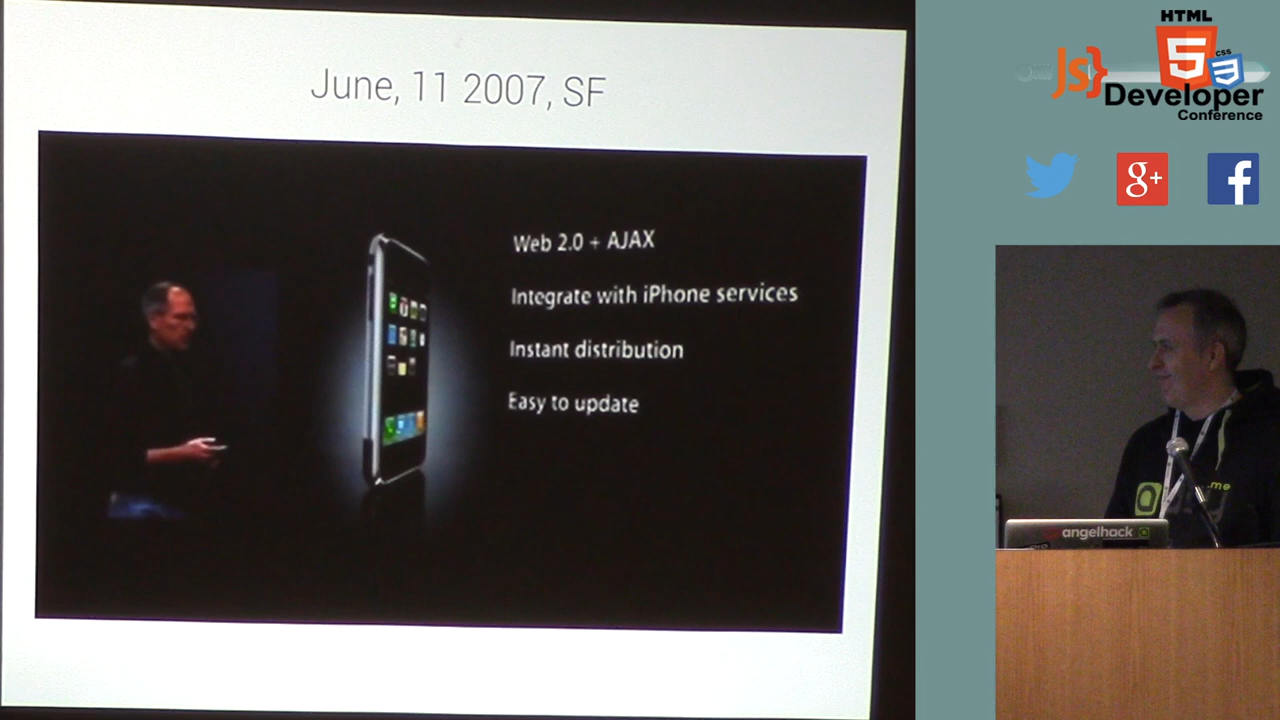 June, 11 2007, SF
Web 2.0 + AJAX
Integrate with iPhone services
Instant distribution
Easy to update
HTML
5
CSS
3
JS}
Developer
Conference
g+
f
.me
angelhack